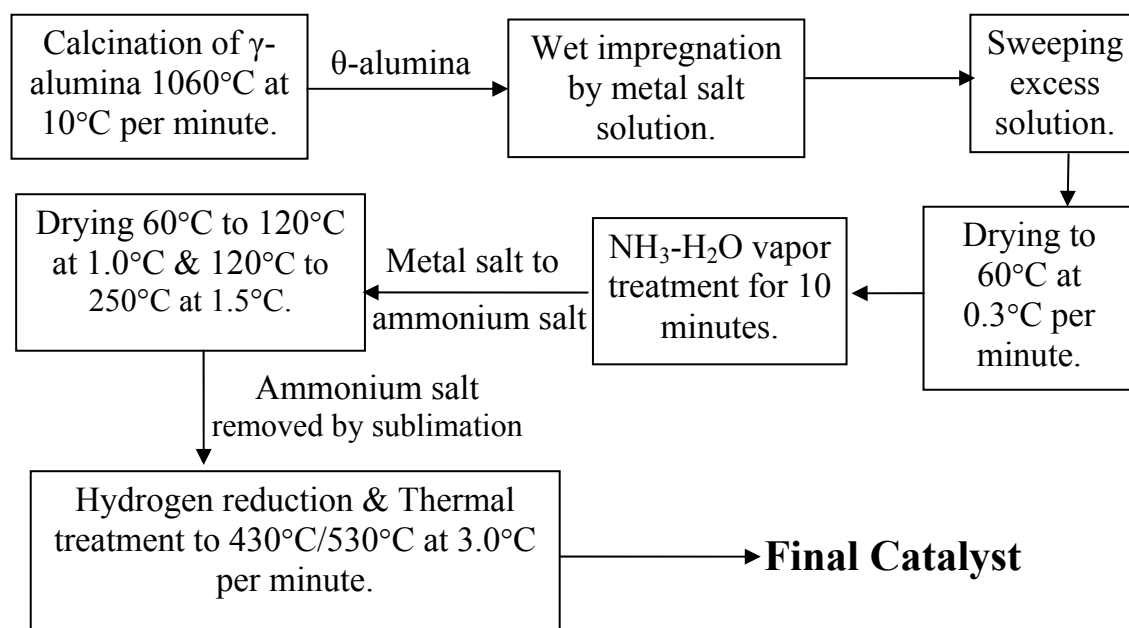 Calcination of γ-
alumina 1060°C at
10°C per minute.
θ-alumina
Wet impregnation
by metal salt
solution.
Sweeping
excess
solution.
Drying to
60°C at
0.3°C per
minute.
NH₃-H₂O vapor
treatment for 10
minutes.
Metal salt to
ammonium salt
Drying 60°C to 120°C
at 1.0°C & 120°C to
250°C at 1.5°C.
Ammonium salt
removed by sublimation
Hydrogen reduction & Thermal
treatment to 430°C/530°C at 3.0°C
per minute.
Final Catalyst